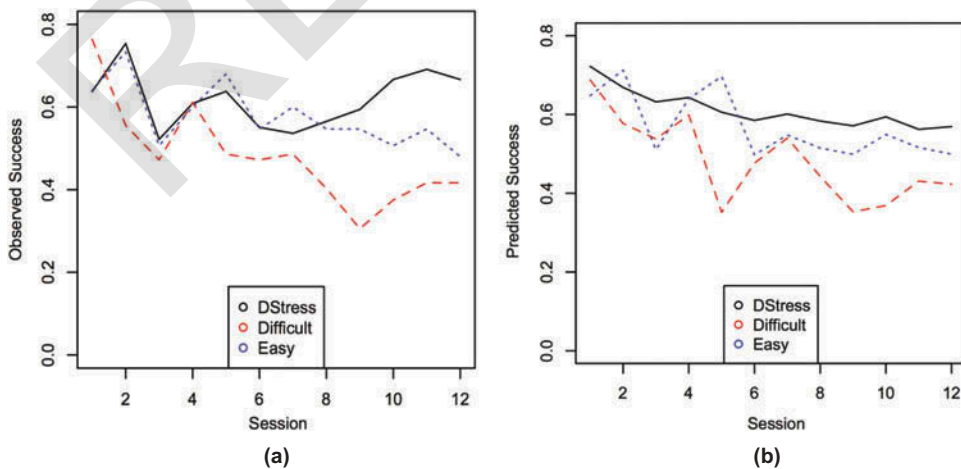 Observed Success
0.8
0.6
0.4
0.2
0.0
DStress
Difficult
Easy
2 4 6 8 10 12
Session
(a)
Predicted Success
0.8
0.6
0.4
0.2
0.0
DStress
Difficult
Easy
2 4 6 8 10 12
Session
(b)